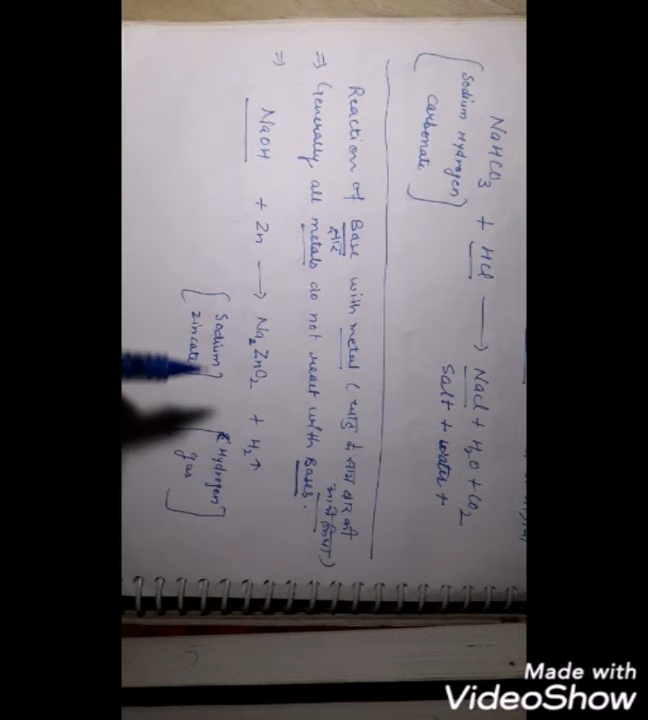 NaHCO3 + HCl → NaCl + H2O + CO2
{Sodium Hydrogen Salt + water +
carbonate}
Reaction of Base with metal (धातु के साथ क्षार की
क्षार अभिक्रिया)
⇒ Generally all metals do not react with Bases.
⇒ NaOH + Zn → Na2ZnO2 + H2↑
{Sodium {Hydrogen
zincate} gas}
Made with
VideoShow